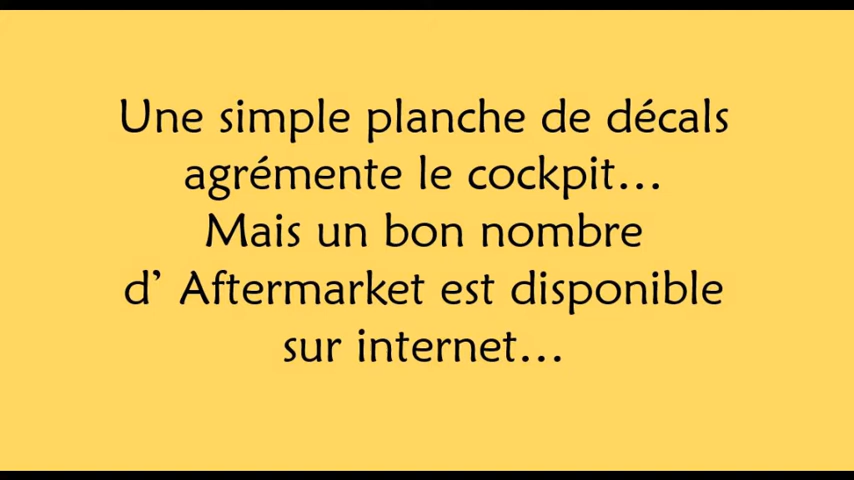 Une simple planche de décals
agrémente le cockpit...
Mais un bon nombre
d’ Aftermarket est disponible
sur internet...